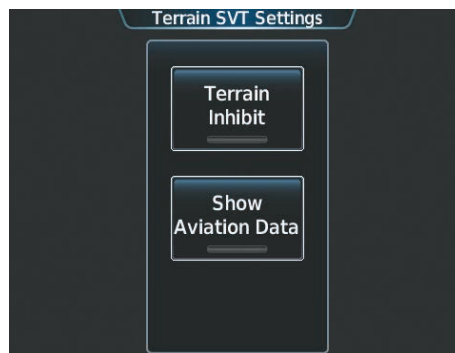 Terrain SVT Settings
Terrain
Inhibit
Show
Aviation Data